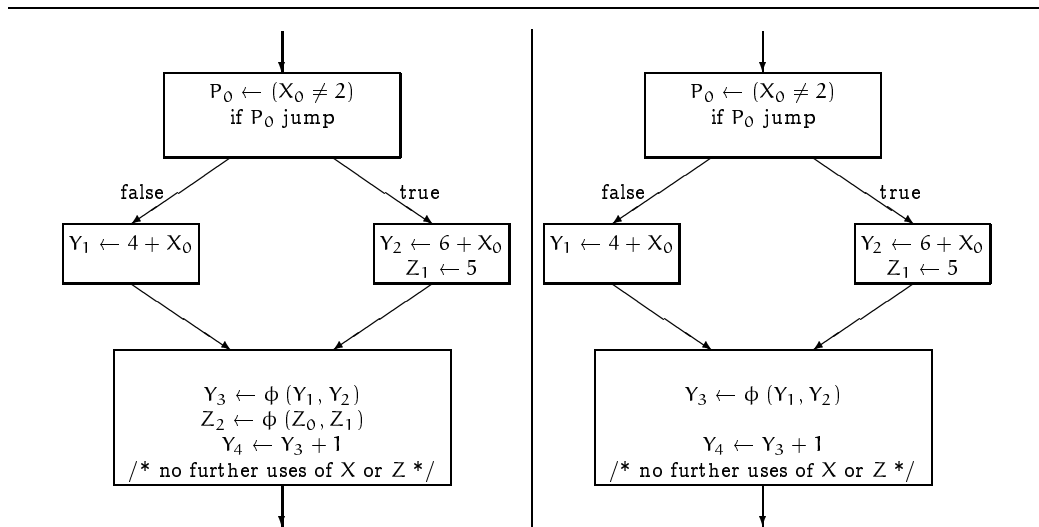 P₀ ← (X₀ ≠ 2)
if P₀ jump
false
true
Y₁ ← 4 + X₀
Y₂ ← 6 + X₀
Z₁ ← 5
Y₃ ← ϕ (Y₁, Y₂)
Z₂ ← ϕ (Z₀, Z₁)
Y₄ ← Y₃ + 1
/* no further uses of X or Z */
P₀ ← (X₀ ≠ 2)
if P₀ jump
false
true
Y₁ ← 4 + X₀
Y₂ ← 6 + X₀
Z₁ ← 5
Y₃ ← ϕ (Y₁, Y₂)
Y₄ ← Y₃ + 1
/* no further uses of X or Z */